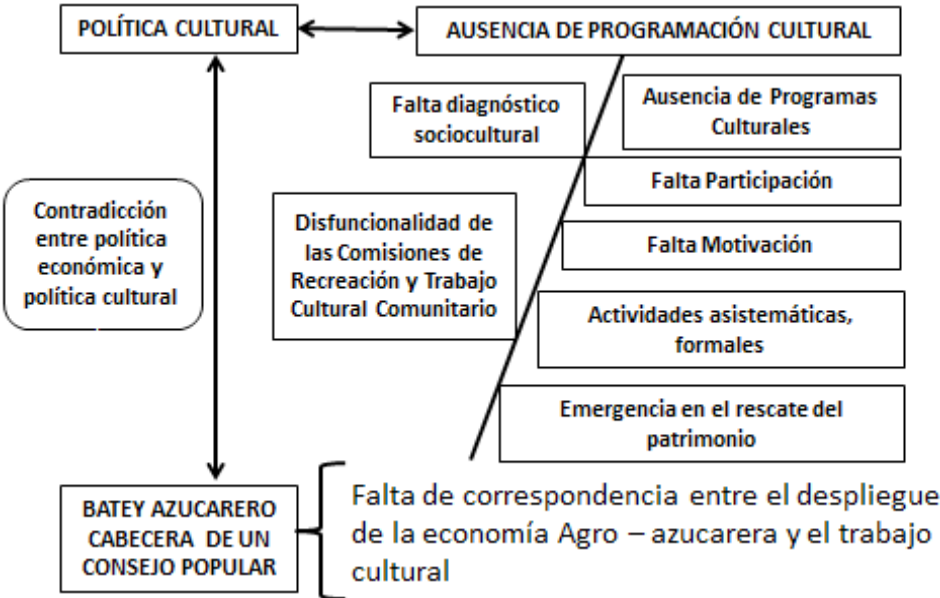 POLÍTICA CULTURAL
AUSENCIA DE PROGRAMACIÓN CULTURAL
Falta diagnóstico
sociocultural
Ausencia de Programas
Culturales
Falta Participación
Contradicción
entre política
económica y
política cultural
Disfuncionalidad de
las Comisiones de
Recreación y Trabajo
Cultural Comunitario
Falta Motivación
Actividades asistemáticas,
formales
Emergencia en el rescate del
patrimonio
BATEY AZUCARERO
CABECERA DE UN
CONSEJO POPULAR
Falta de correspondencia entre el despliegue
de la economía Agro – azucarera y el trabajo
cultural